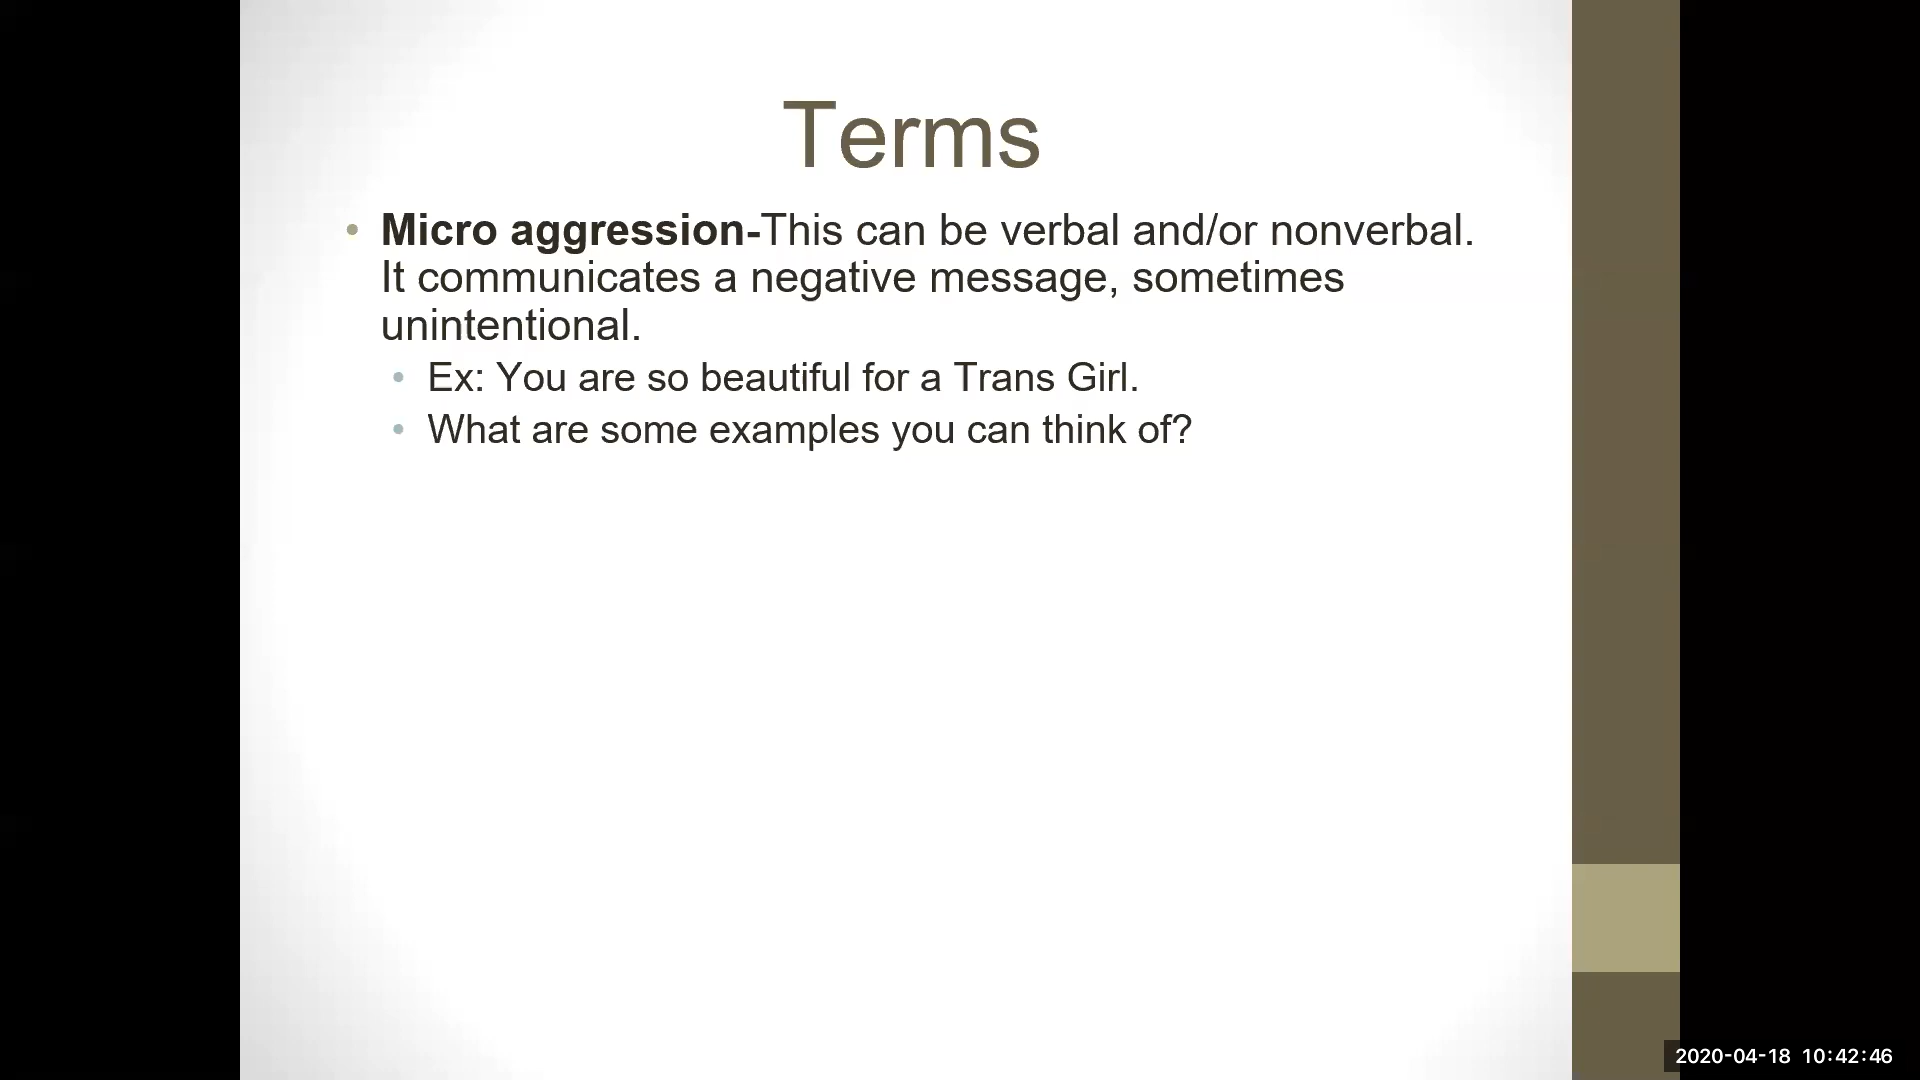 Terms
• Micro aggression-This can be verbal and/or nonverbal.
It communicates a negative message, sometimes
unintentional.
• Ex: You are so beautiful for a Trans Girl.
• What are some examples you can think of?
2020-04-18 10:42:46